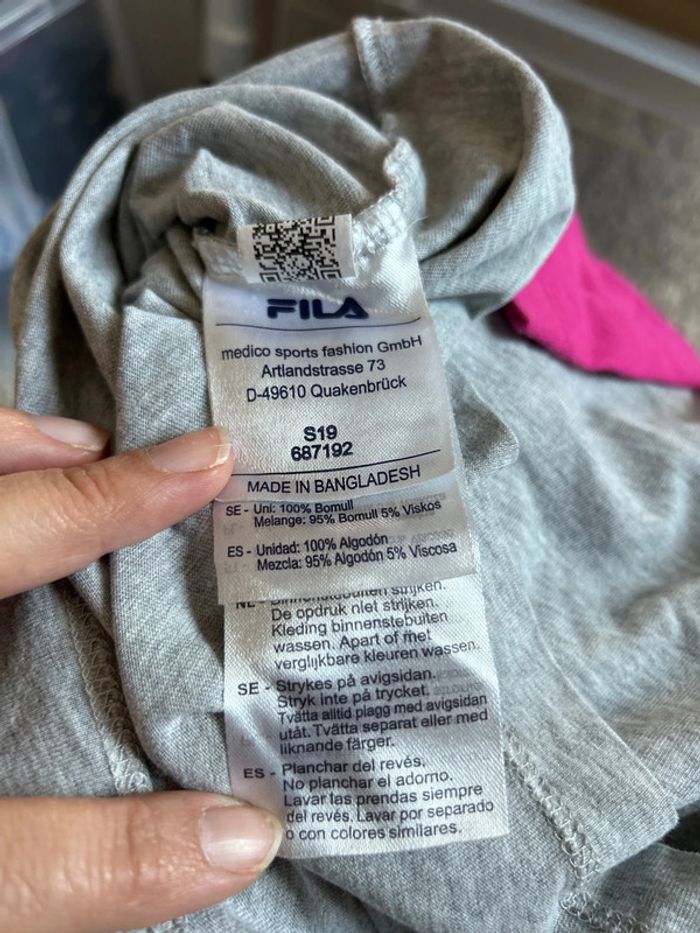 FILA
medico sports fashion GmbH
Artlandstrasse 73
D-49610 Quakenbrück
S19
687192
MADE IN BANGLADESH
SE - Uni: 100% Bomull
Melange: 95% Bomull 5% Viskos
ES - Unidad: 100% Algodón
Mezcla: 95% Algodón 5% Viscosa
NL - Binnenstebuiten strijken.
De opdruk niet strijken.
Kleding binnenstebuiten
wassen. Apart of met
verglijkbare kleuren wassen.
SE - Strykes på avigsidan.
Stryk inte på trycket.
Tvätta alltid plagg med avigsidan
utåt. Tvätta separat eller med
liknande färger.
ES - Planchar del revés.
No planchar el adorno.
Lavar las prendas siempre
del revés. Lavar por separado
o con colores similares.